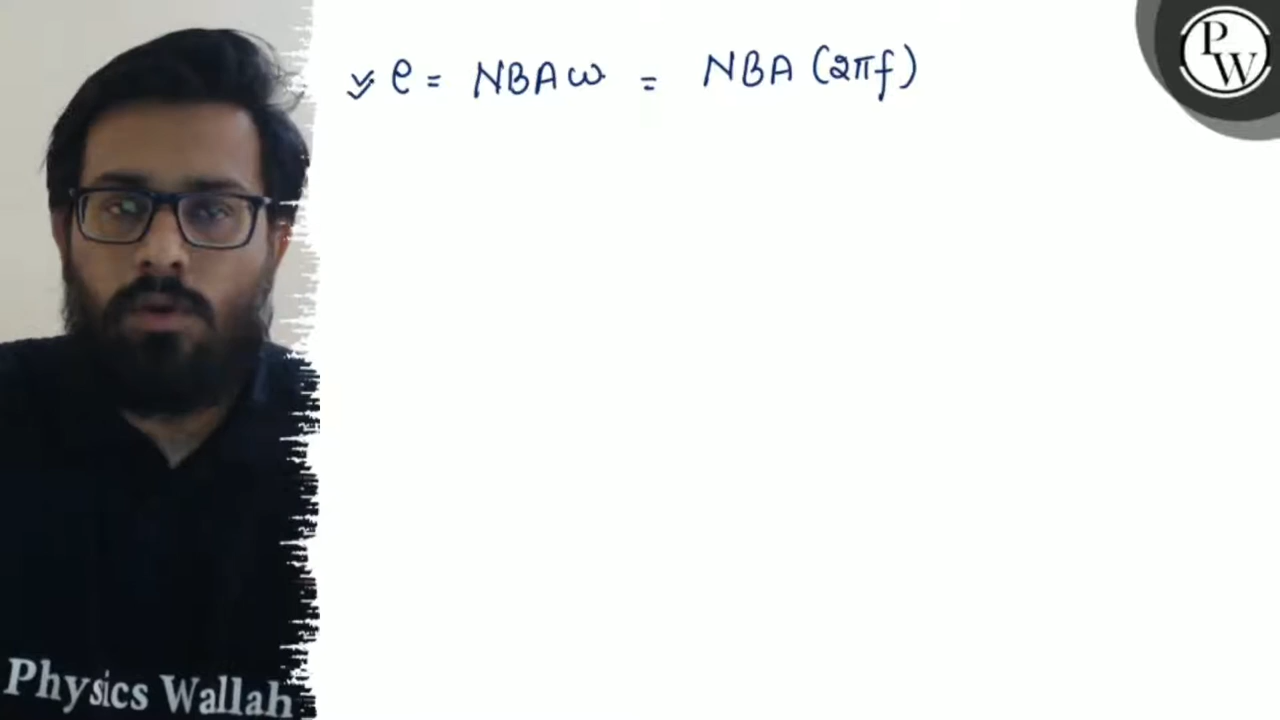 e = NBAω = NBA (2πf)
PW
Physics Wallah